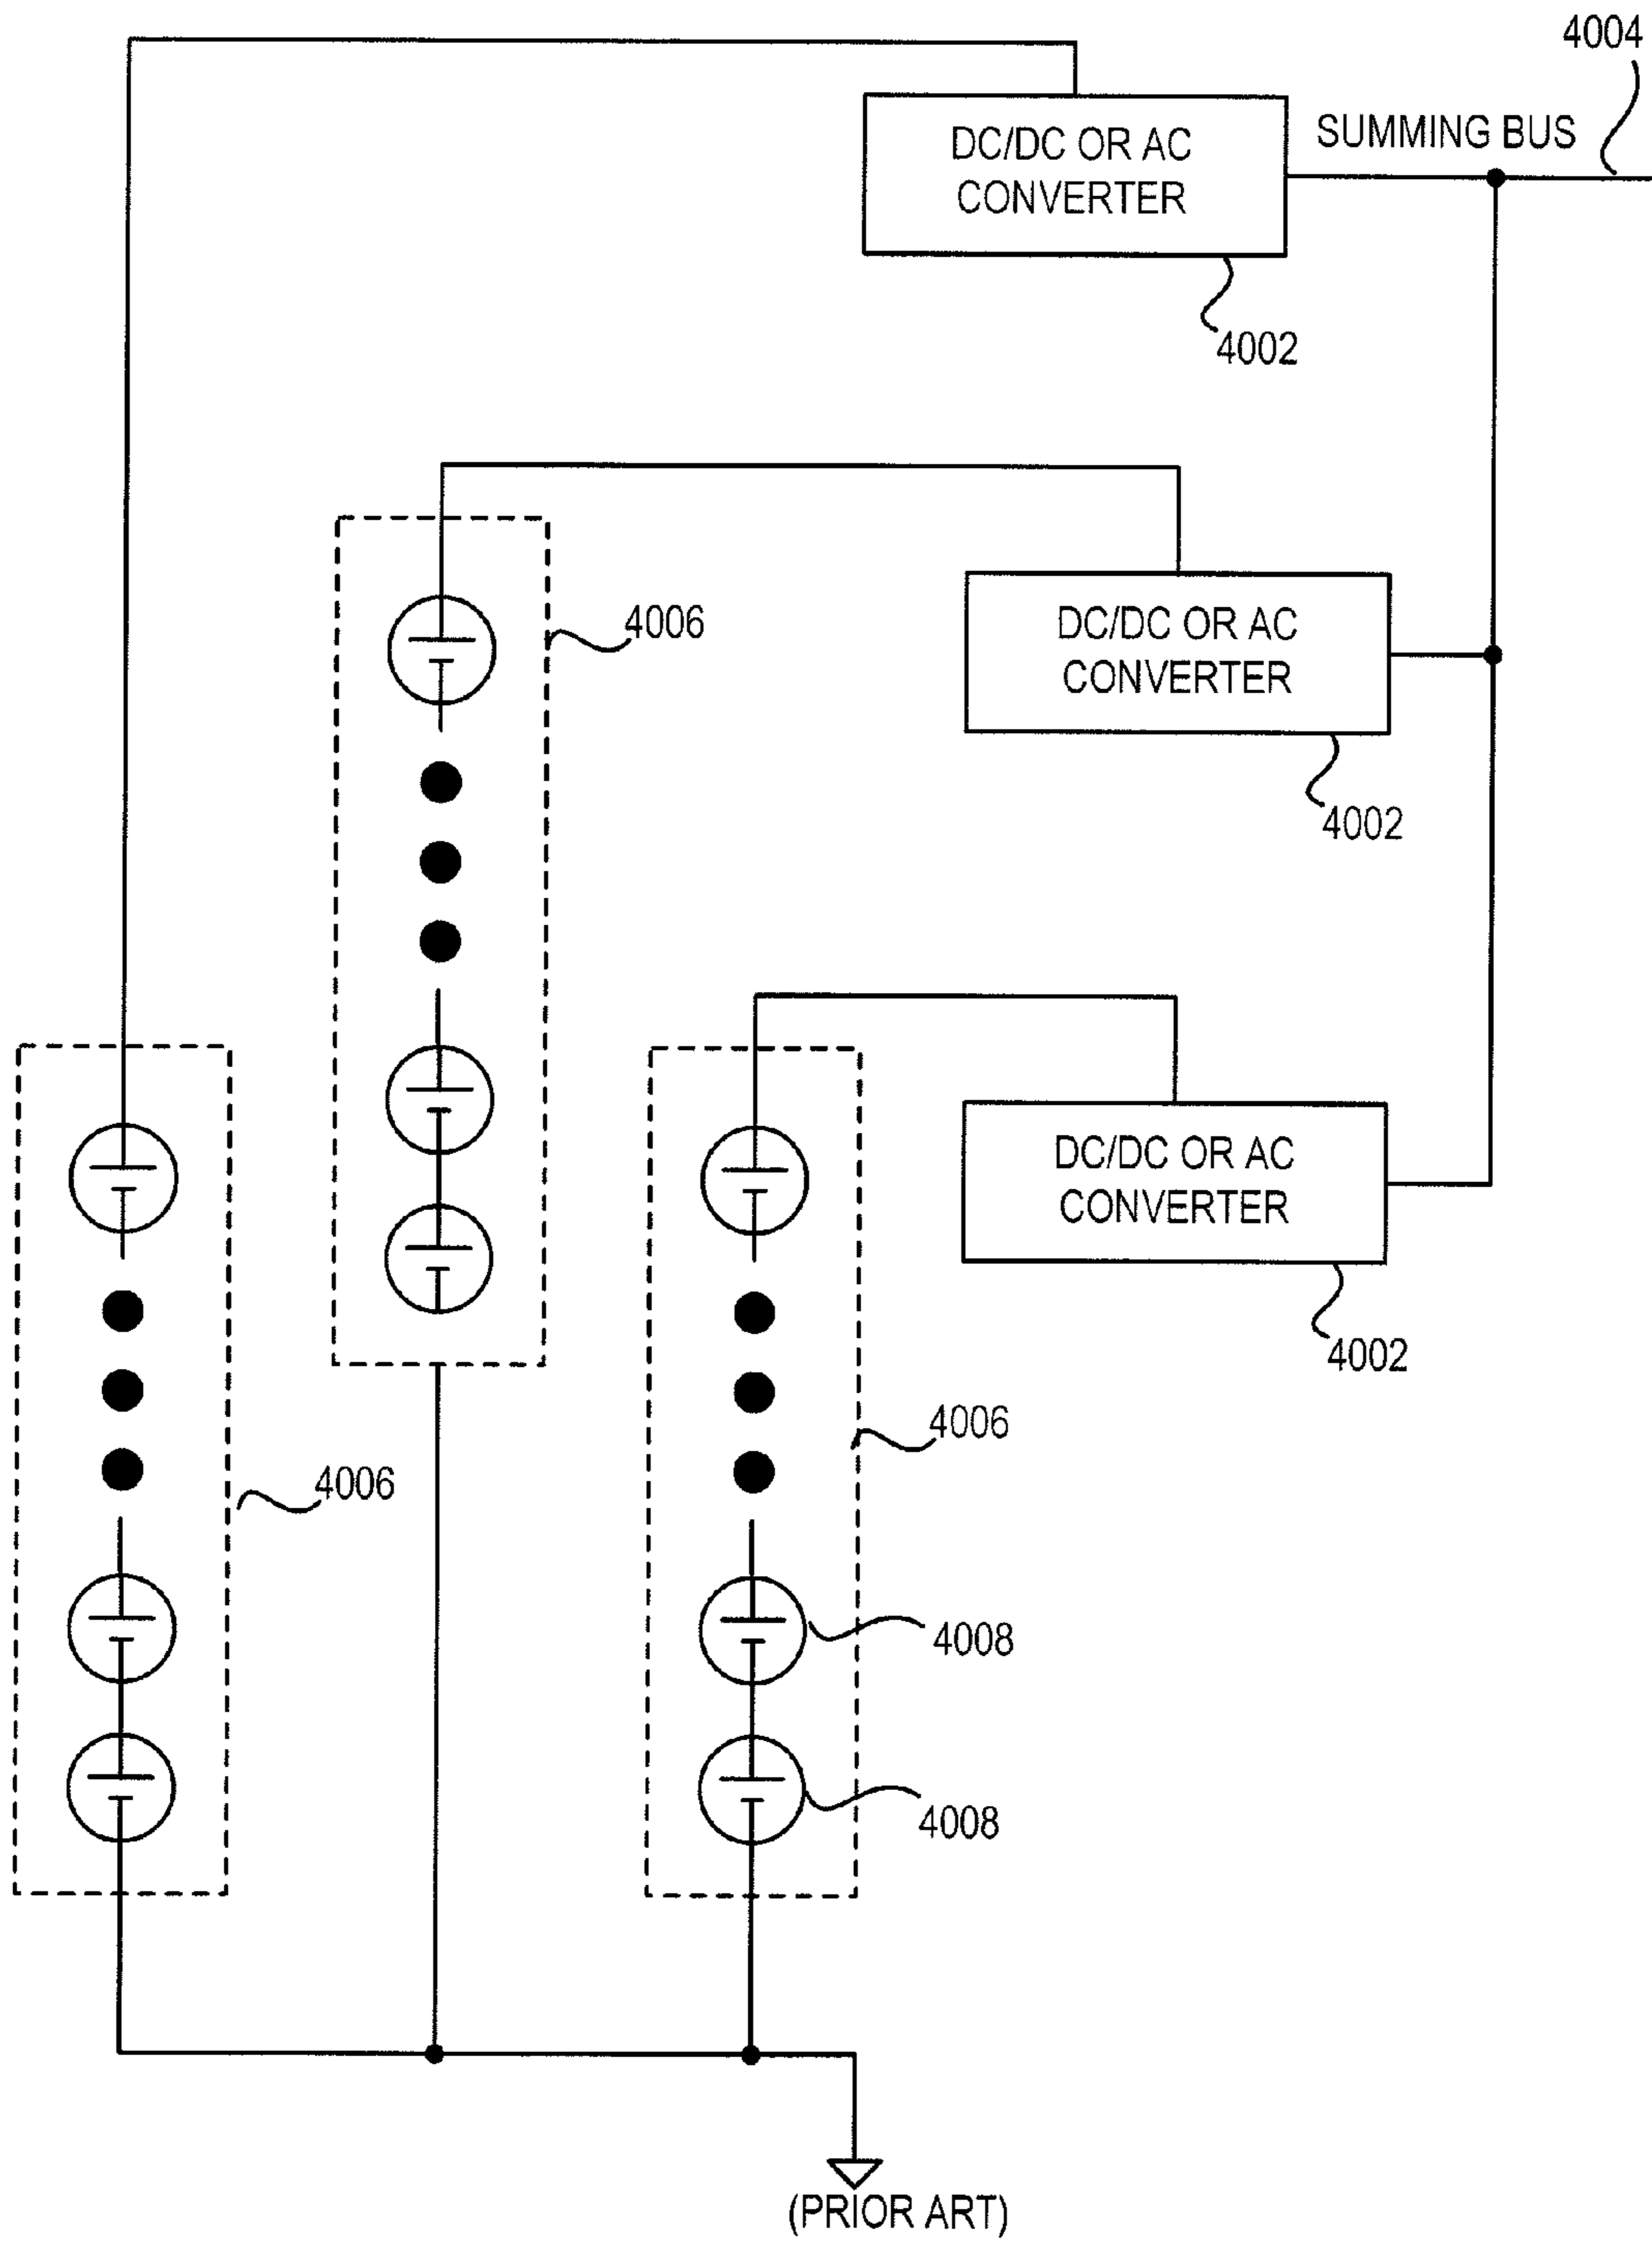 4004
SUMMING BUS
DC/DC OR AC
CONVERTER
4002
4006
DC/DC OR AC
CONVERTER
4002
DC/DC OR AC
CONVERTER
4002
4006
4006
4008
4008
(PRIOR ART)